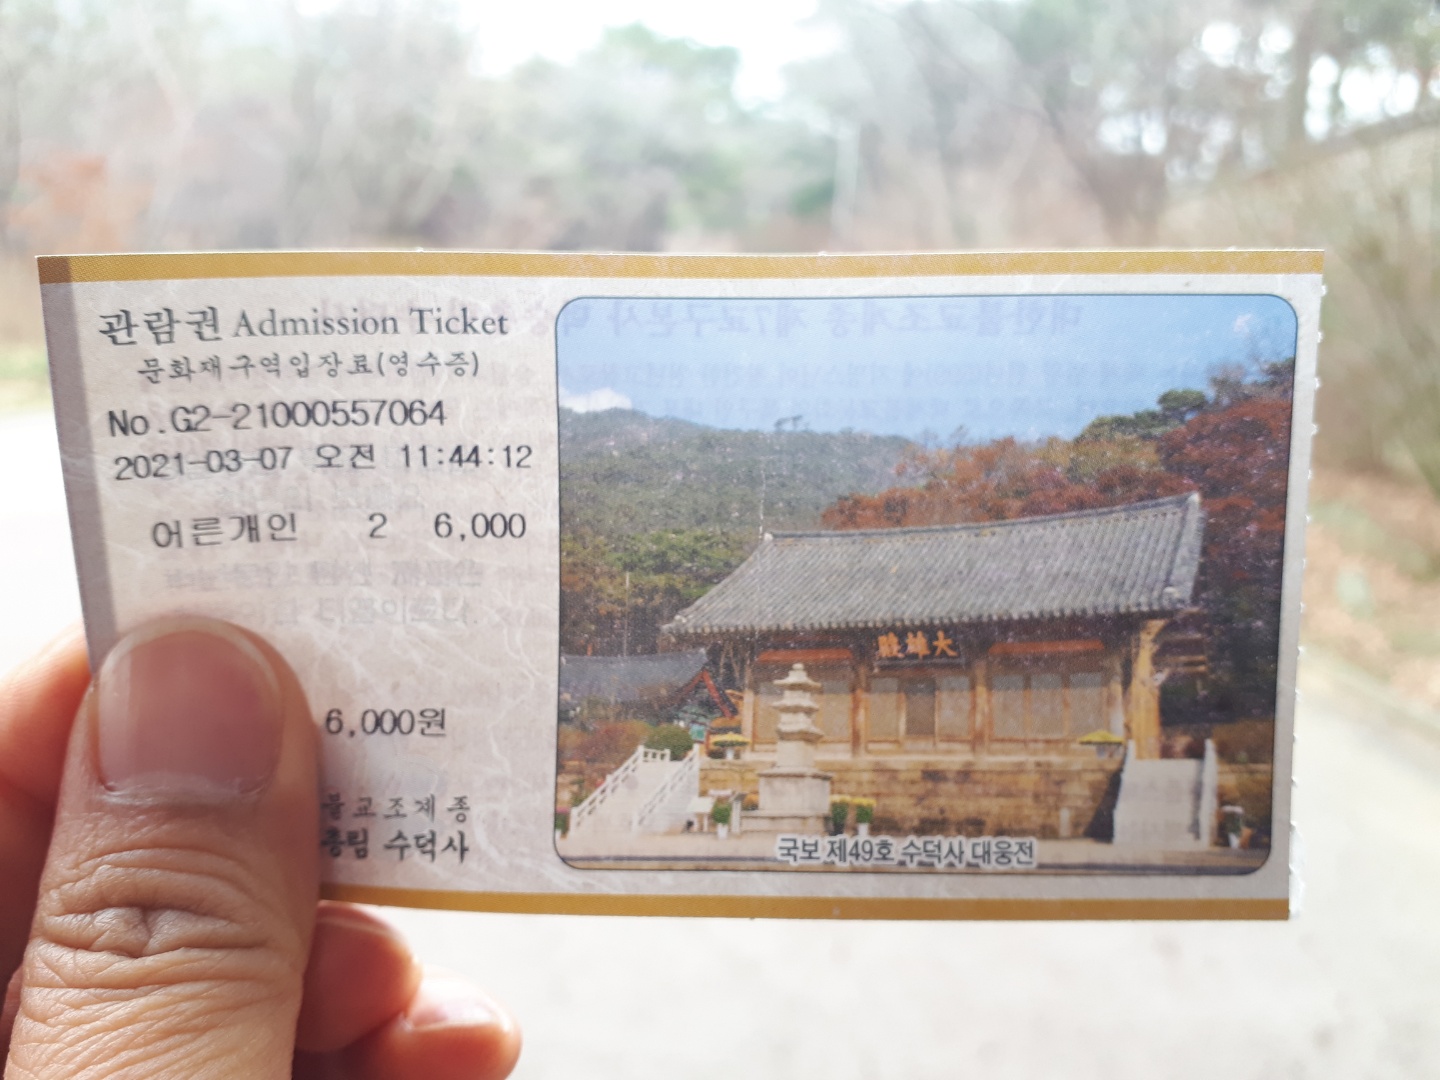 관람권 Admission Ticket
문화재구역입장료(영수증)
No.G2-21000557064
2021-03-07 오전 11:44:12
어른개인 2 6,000
6,000원
불교조계종
총림 수덕사
大雄殿
국보 제49호 수덕사 대웅전